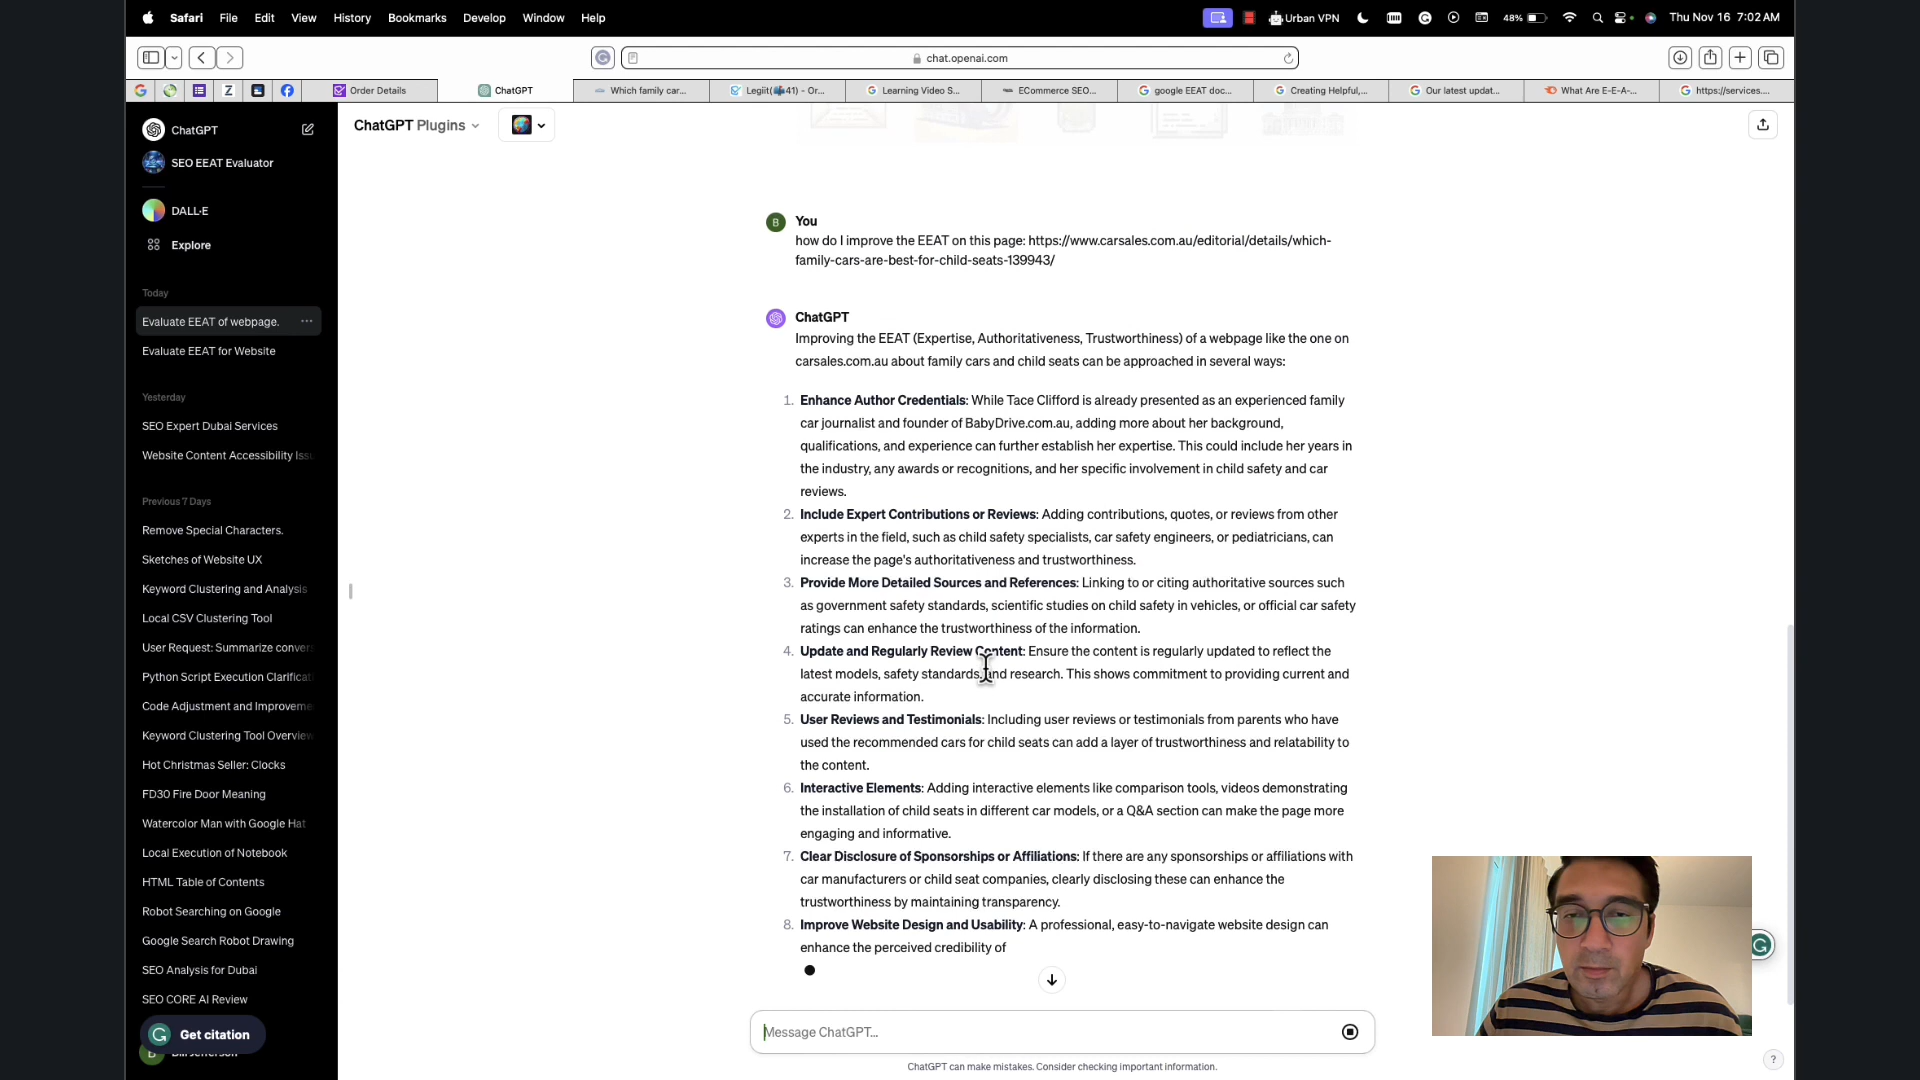 Safari File Edit View History Bookmarks Develop Window Help
Urban VPN 48% Thu Nov 16 7:02 AM
chat.openai.com
Z
Order Details
ChatGPT
Which family car...
Legiit(41) - Or...
Learning Video S...
ECommerce SEO...
google EEAT doc...
Creating Helpful,...
Our latest updat...
What Are E-E-A-...
https://services....
ChatGPT
SEO EEAT Evaluator
DALL·E
Explore
Today
Evaluate EEAT of webpage.
Evaluate EEAT for Website
Yesterday
SEO Expert Dubai Services
Website Content Accessibility Iss
Previous 7 Days
Remove Special Characters.
Sketches of Website UX
Keyword Clustering and Analysis
Local CSV Clustering Tool
User Request: Summarize conver
Python Script Execution Clarificat
Code Adjustment and Improveme
Keyword Clustering Tool Overview
Hot Christmas Seller: Clocks
FD30 Fire Door Meaning
Watercolor Man with Google Hat
Local Execution of Notebook
HTML Table of Contents
Robot Searching on Google
Google Search Robot Drawing
SEO Analysis for Dubai
SEO CORE AI Review
Get citation
ChatGPT Plugins
B
You
how do I improve the EEAT on this page: https://www.carsales.com.au/editorial/details/which-
family-cars-are-best-for-child-seats-139943/
ChatGPT
Improving the EEAT (Expertise, Authoritativeness, Trustworthiness) of a webpage like the one on
carsales.com.au about family cars and child seats can be approached in several ways:
1. Enhance Author Credentials: While Tace Clifford is already presented as an experienced family
car journalist and founder of BabyDrive.com.au, adding more about her background,
qualifications, and experience can further establish her expertise. This could include her years in
the industry, any awards or recognitions, and her specific involvement in child safety and car
reviews.
2. Include Expert Contributions or Reviews: Adding contributions, quotes, or reviews from other
experts in the field, such as child safety specialists, car safety engineers, or pediatricians, can
increase the page's authoritativeness and trustworthiness.
3. Provide More Detailed Sources and References: Linking to or citing authoritative sources such
as government safety standards, scientific studies on child safety in vehicles, or official car safety
ratings can enhance the trustworthiness of the information.
4. Update and Regularly Review Content: Ensure the content is regularly updated to reflect the
latest models, safety standards, and research. This shows commitment to providing current and
accurate information.
5. User Reviews and Testimonials: Including user reviews or testimonials from parents who have
used the recommended cars for child seats can add a layer of trustworthiness and relatability to
the content.
6. Interactive Elements: Adding interactive elements like comparison tools, videos demonstrating
the installation of child seats in different car models, or a Q&A section can make the page more
engaging and informative.
7. Clear Disclosure of Sponsorships or Affiliations: If there are any sponsorships or affiliations with
car manufacturers or child seat companies, clearly disclosing these can enhance the
trustworthiness by maintaining transparency.
8. Improve Website Design and Usability: A professional, easy-to-navigate website design can
enhance the perceived credibility of
Message ChatGPT...
ChatGPT can make mistakes. Consider checking important information.
?